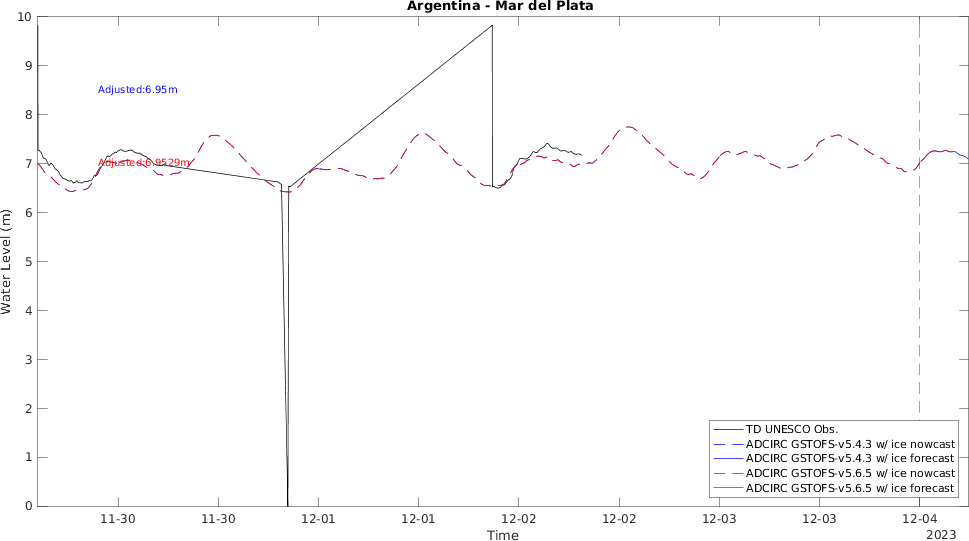 Argentina - Mar del Plata
10
9
8
7
6
5
4
3
2
1
0
Water Level (m)
Adjusted:6.95m
Adjusted:6.9529m
TD UNESCO Obs.
ADCIRC GSTOFS-v5.4.3 w/ ice nowcast
ADCIRC GSTOFS-v5.4.3 w/ ice forecast
ADCIRC GSTOFS-v5.6.5 w/ ice nowcast
ADCIRC GSTOFS-v5.6.5 w/ ice forecast
11-30 11-30 12-01 12-01 12-02 12-02 12-03 12-03 12-04
Time
2023